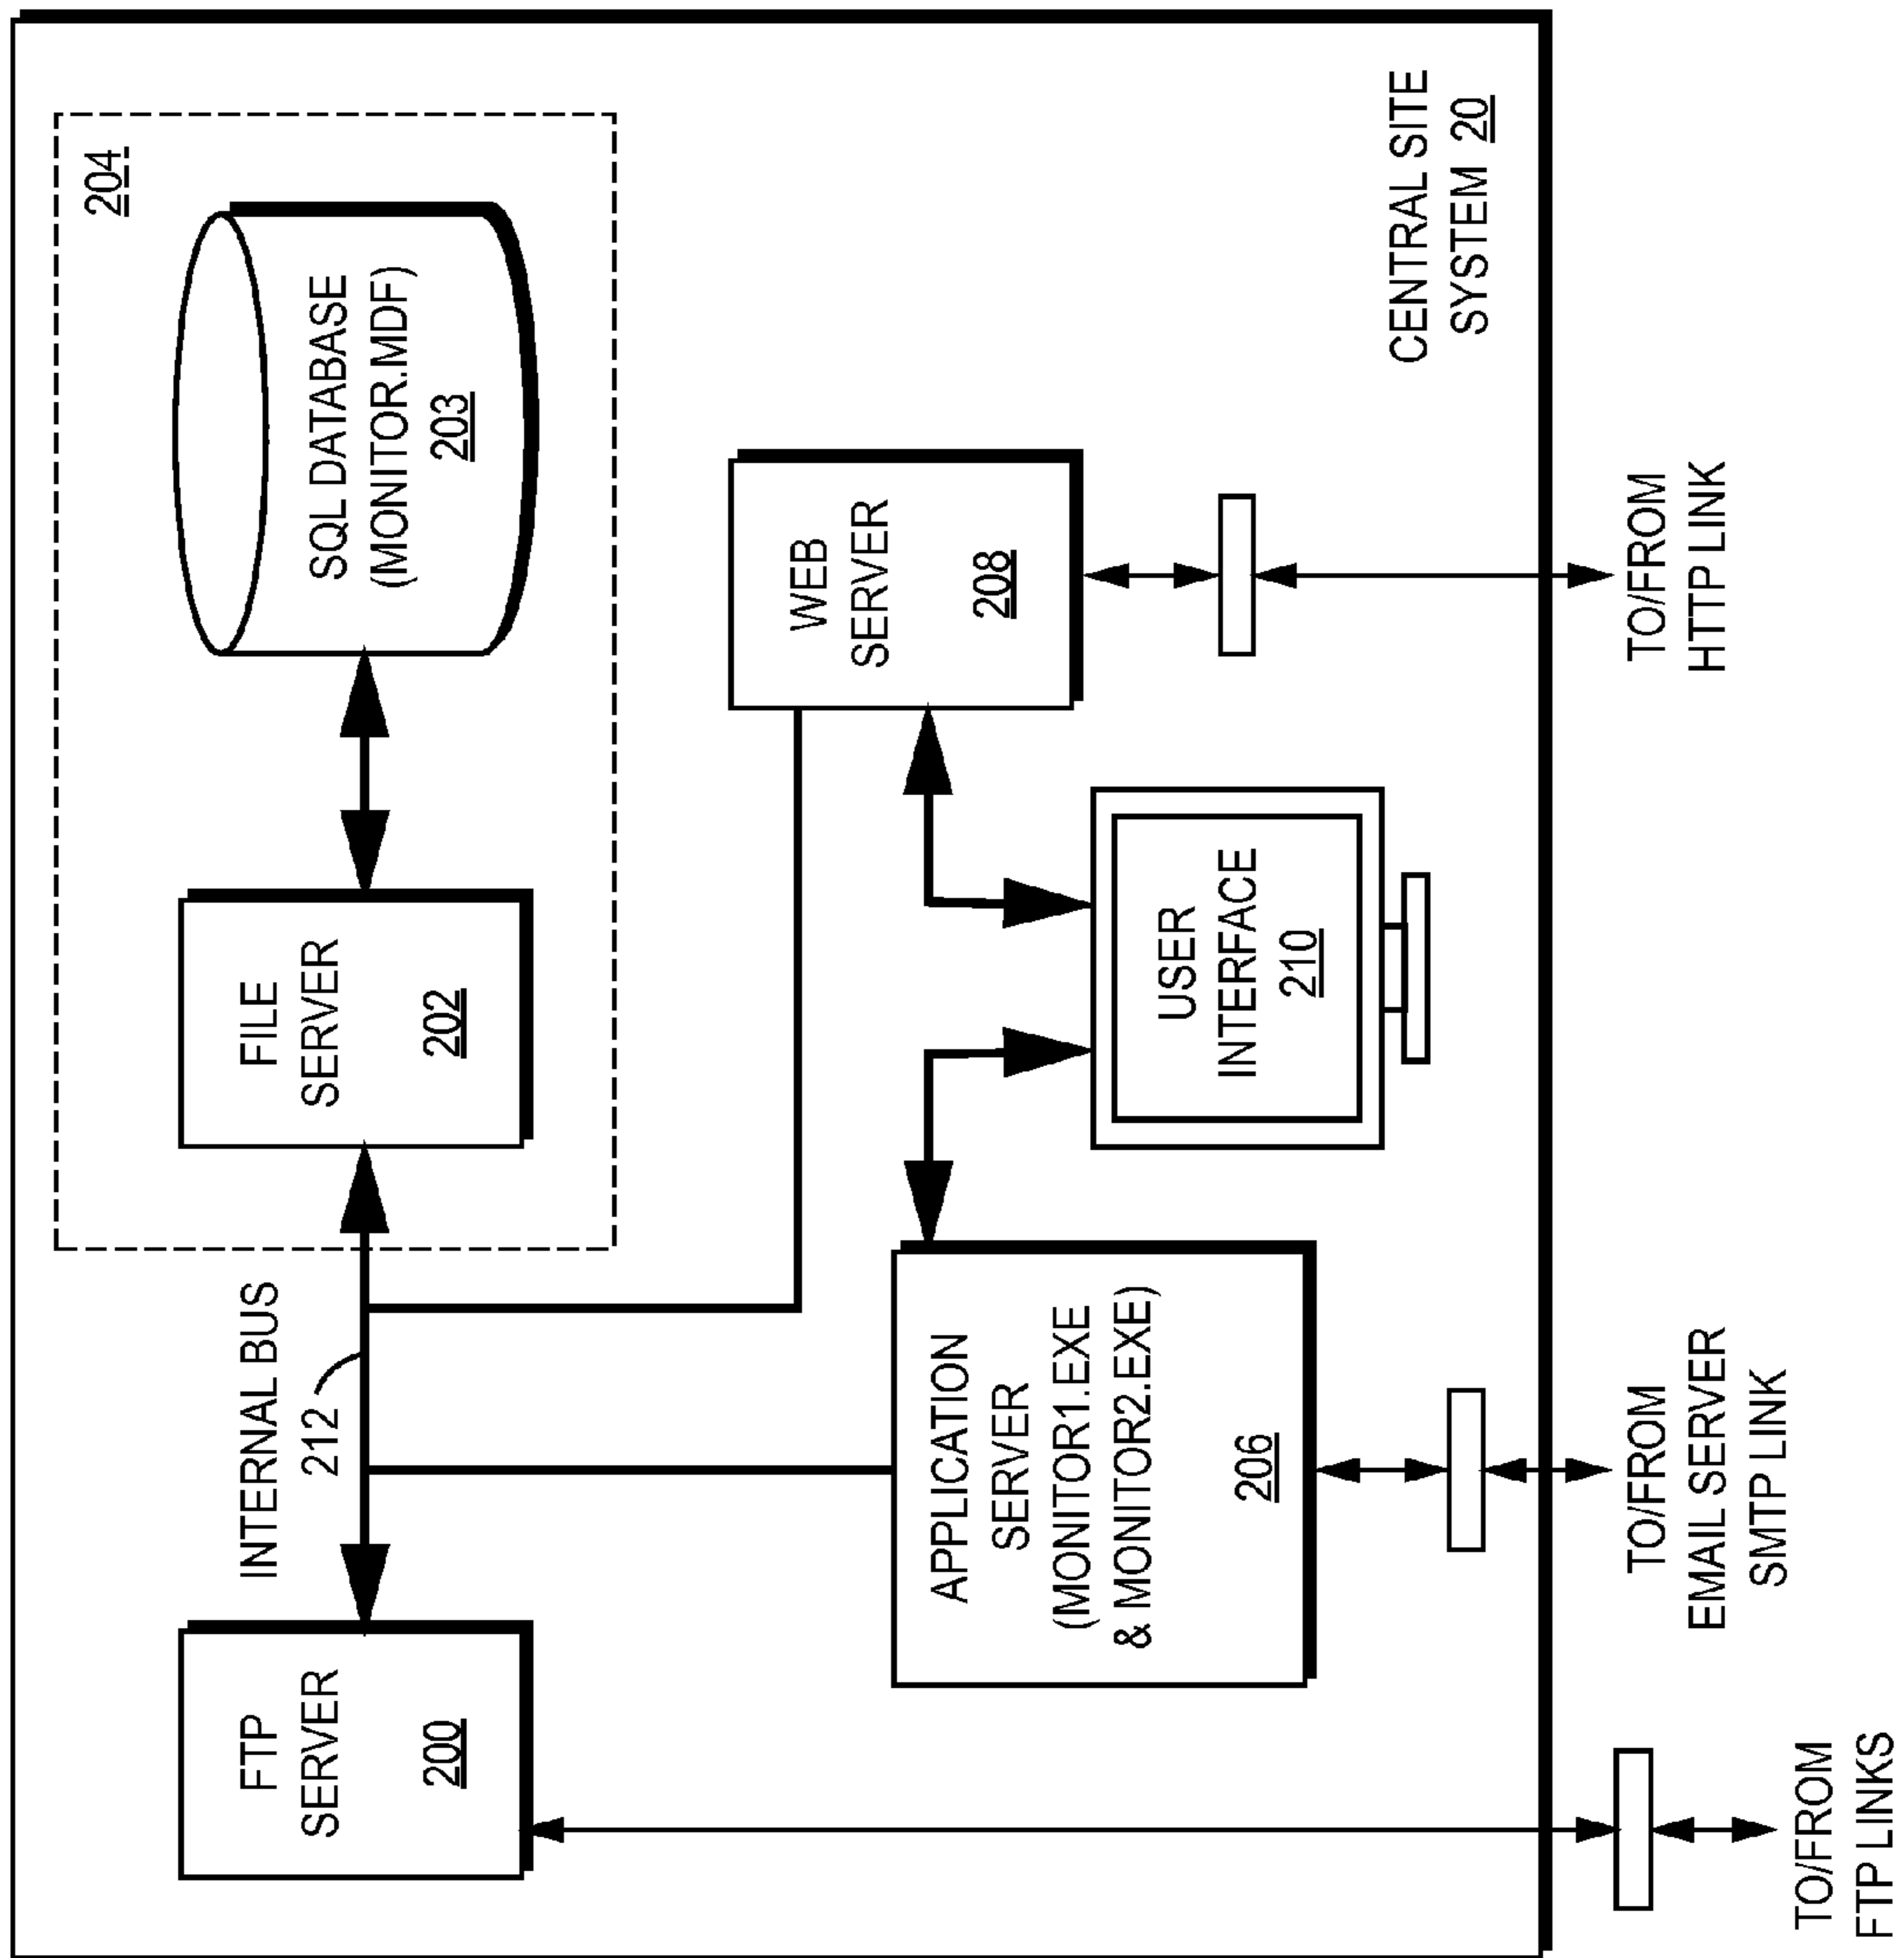 FTP
SERVER
200
INTERNAL BUS
212
FILE
SERVER
202
204
SQL DATABASE
(MONITOR.MDF)
203
APPLICATION
SERVER
(MONITOR1.EXE
& MONITOR2.EXE)
206
USER
INTERFACE
210
WEB
SERVER
208
CENTRAL SITE
SYSTEM 20
TO/FROM
FTP LINKS
TO/FROM
EMAIL SERVER
SMTP LINK
TO/FROM
HTTP LINK